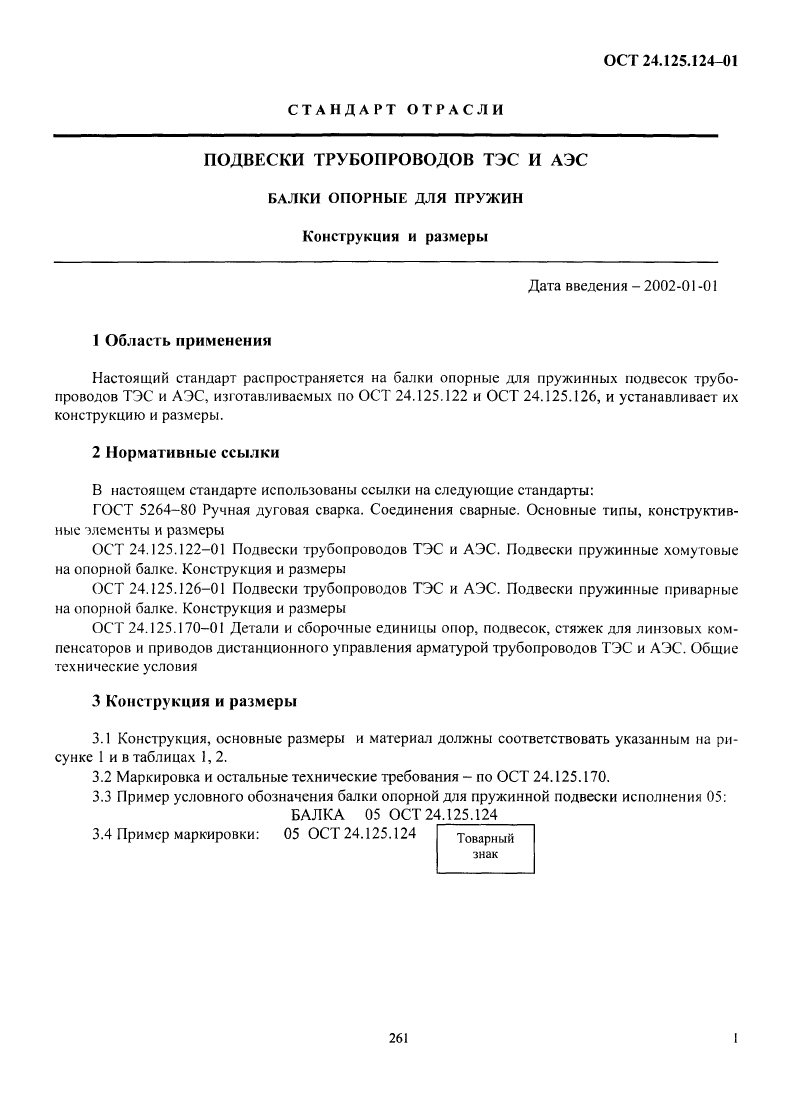 ОСТ 24.125.124–01
СТАНДАРТ ОТРАСЛИ
ПОДВЕСКИ ТРУБОПРОВОДОВ ТЭС И АЭС
БАЛКИ ОПОРНЫЕ ДЛЯ ПРУЖИН
Конструкция и размеры
Дата введения – 2002-01-01
1 Область применения
Настоящий стандарт распространяется на балки опорные для пружинных подвесок трубо-
проводов ТЭС и АЭС, изготавливаемых по ОСТ 24.125.122 и ОСТ 24.125.126, и устанавливает их
конструкцию и размеры.
2 Нормативные ссылки
В настоящем стандарте использованы ссылки на следующие стандарты:
ГОСТ 5264–80 Ручная дуговая сварка. Соединения сварные. Основные типы, конструктив-
ные элементы и размеры
ОСТ 24.125.122–01 Подвески трубопроводов ТЭС и АЭС. Подвески пружинные хомутовые
на опорной балке. Конструкция и размеры
ОСТ 24.125.126–01 Подвески трубопроводов ТЭС и АЭС. Подвески пружинные приварные
на опорной балке. Конструкция и размеры
ОСТ 24.125.170–01 Детали и сборочные единицы опор, подвесок, стяжек для линзовых ком-
пенсаторов и приводов дистанционного управления арматурой трубопроводов ТЭС и АЭС. Общие
технические условия
3 Конструкция и размеры
3.1 Конструкция, основные размеры и материал должны соответствовать указанным на ри-
сунке 1 и в таблицах 1, 2.
3.2 Маркировка и остальные технические требования – по ОСТ 24.125.170.
3.3 Пример условного обозначения балки опорной для пружинной подвески исполнения 05:
БАЛКА 05 ОСТ 24.125.124
3.4 Пример маркировки: 05 ОСТ 24.125.124
Товарный
знак
261
1